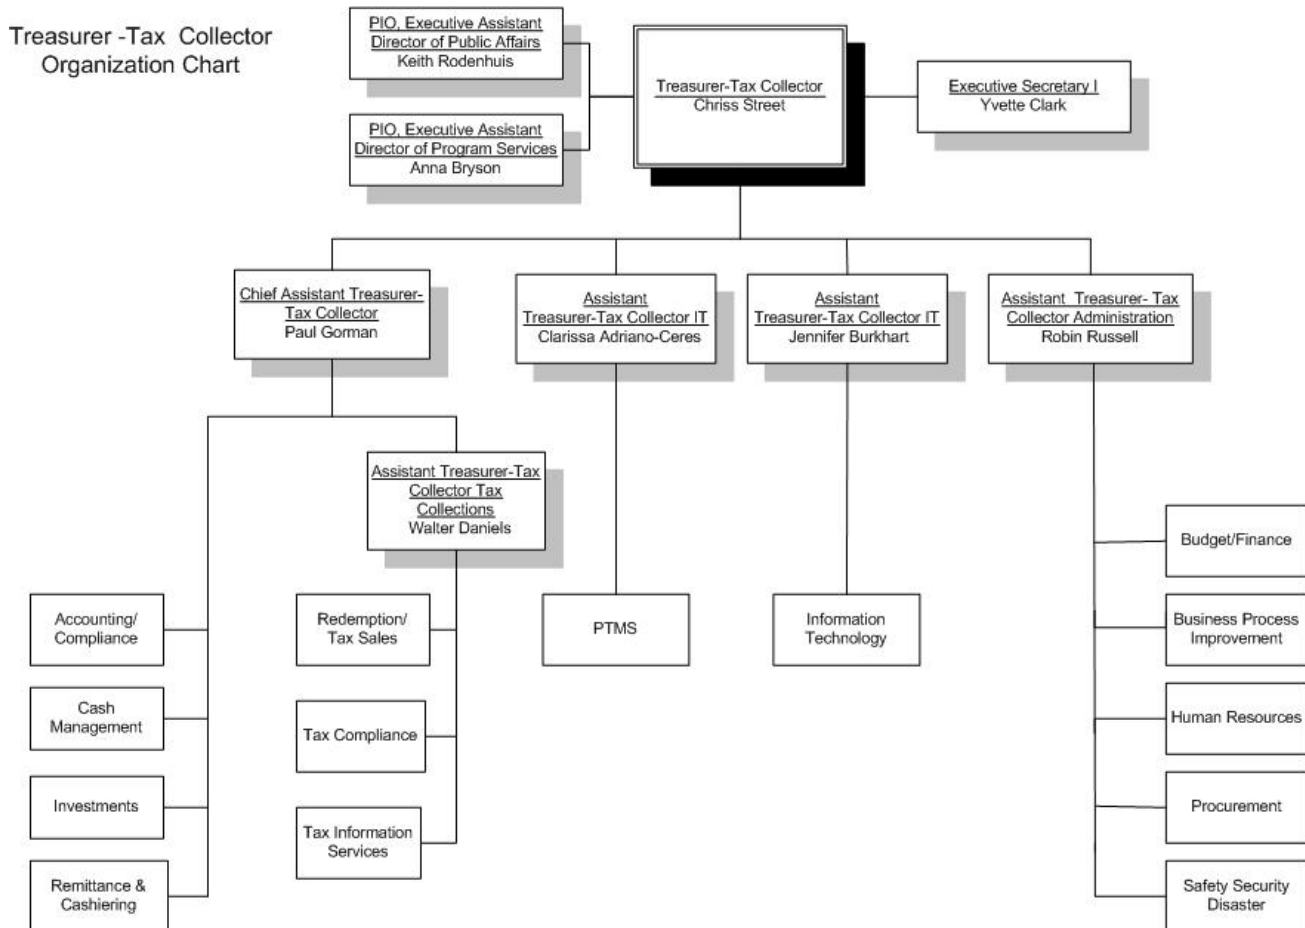 Treasurer -Tax Collector
Organization Chart
PIO, Executive Assistant
Director of Public Affairs
Keith Rodenhuis
PIO, Executive Assistant
Director of Program Services
Anna Bryson
Treasurer-Tax Collector
Chriss Street
Executive Secretary I
Yvette Clark
Chief Assistant Treasurer-
Tax Collector
Paul Gorman
Assistant
Treasurer-Tax Collector IT
Clarissa Adriano-Ceres
Assistant
Treasurer-Tax Collector IT
Jennifer Burkhart
Assistant Treasurer- Tax
Collector Administration
Robin Russell
Assistant Treasurer-Tax
Collector Tax
Collections
Walter Daniels
Accounting/
Compliance
Cash
Management
Investments
Remittance &
Cashiering
Redemption/
Tax Sales
Tax Compliance
Tax Information
Services
PTMS
Information
Technology
Budget/Finance
Business Process
Improvement
Human Resources
Procurement
Safety Security
Disaster